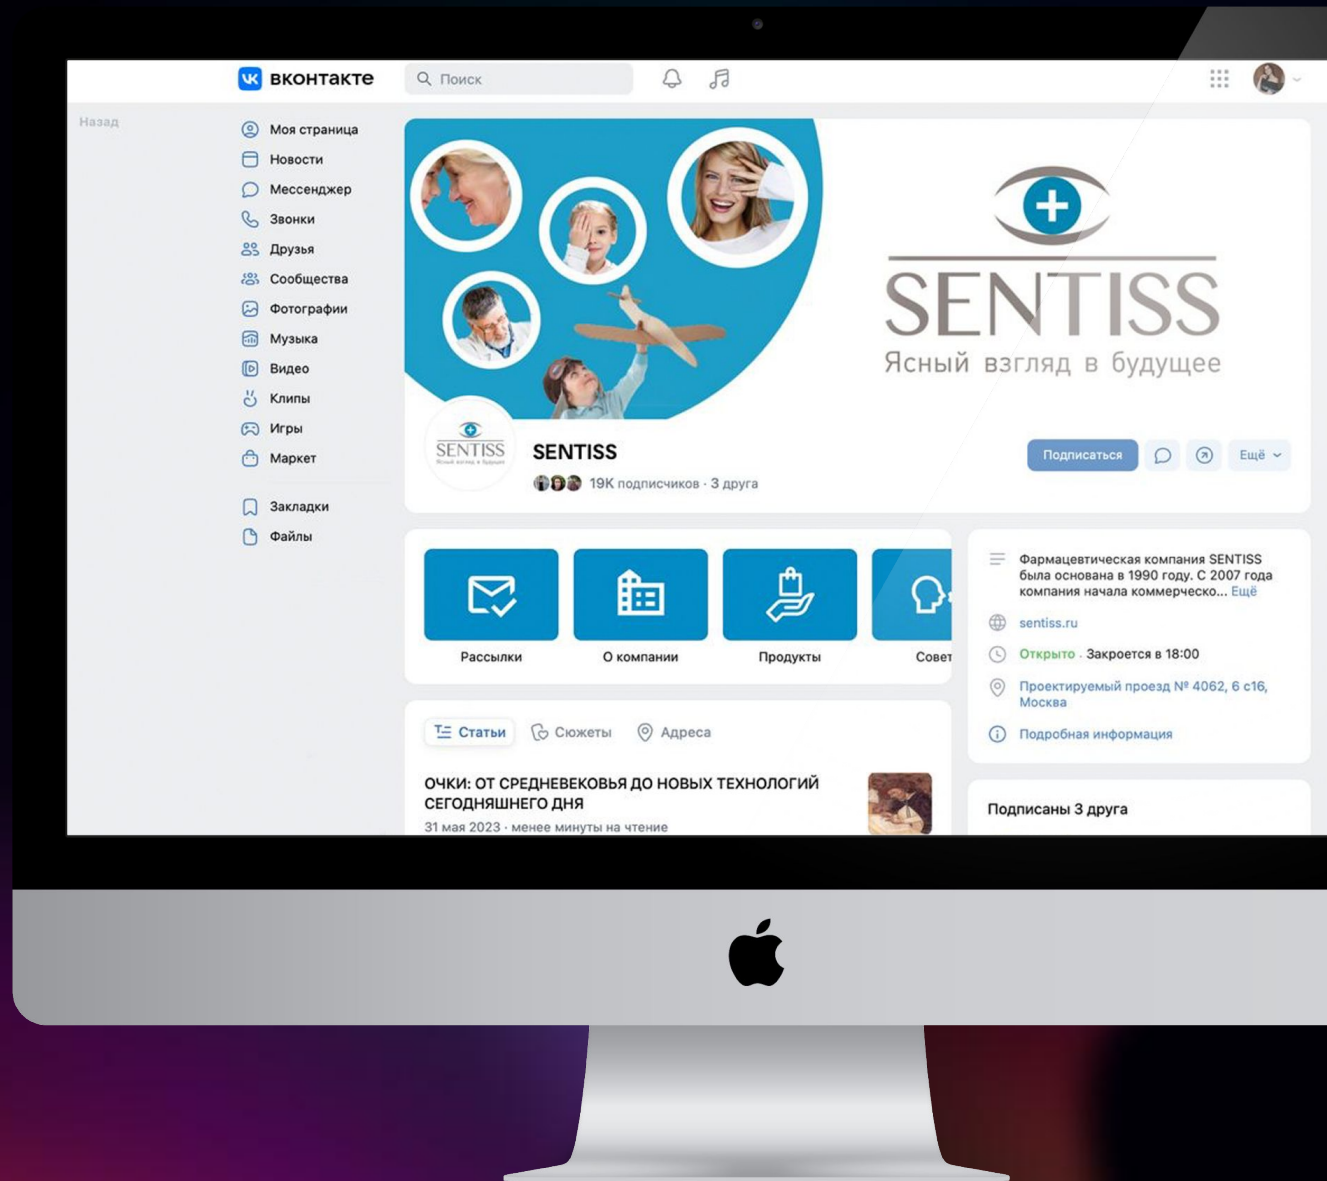 вконтакте
Поиск
Назад
Моя страница
Новости
Мессенджер
Звонки
Друзья
Сообщества
Фотографии
Музыка
Видео
Клипы
Игры
Маркет
Закладки
Файлы
SENTISS
Ясный взгляд в будущее
SENTISS
Ясный взгляд в будущее
SENTISS
19К подписчиков · 3 друга
Подписаться
Ещё
Рассылки
О компании
Продукты
Совет
Фармацевтическая компания SENTISS
была основана в 1990 году. С 2007 года
компания начала коммерческо... Ещё
sentiss.ru
Открыто · Закроется в 18:00
Проектируемый проезд № 4062, 6 с16,
Москва
Подробная информация
Статьи
Сюжеты
Адреса
ОЧКИ: ОТ СРЕДНЕВЕКОВЬЯ ДО НОВЫХ ТЕХНОЛОГИЙ
СЕГОДНЯШНЕГО ДНЯ
31 мая 2023 · менее минуты на чтение
Подписаны 3 друга